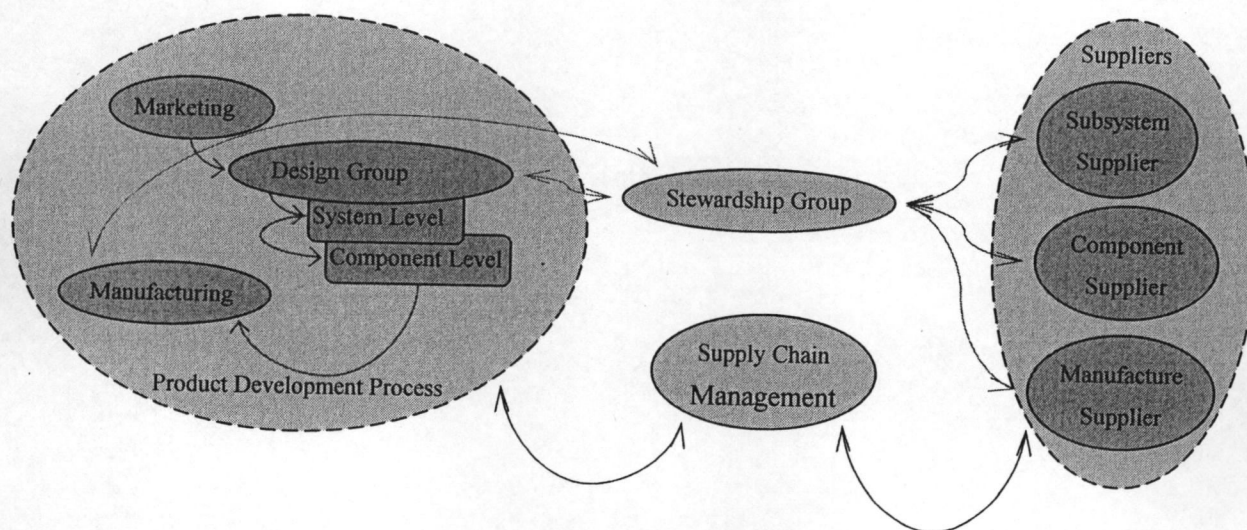 Marketing
Design Group
System Level
Component Level
Manufacturing
Product Development Process
Stewardship Group
Supply Chain
Management
Suppliers
Subsystem
Supplier
Component
Supplier
Manufacture
Supplier